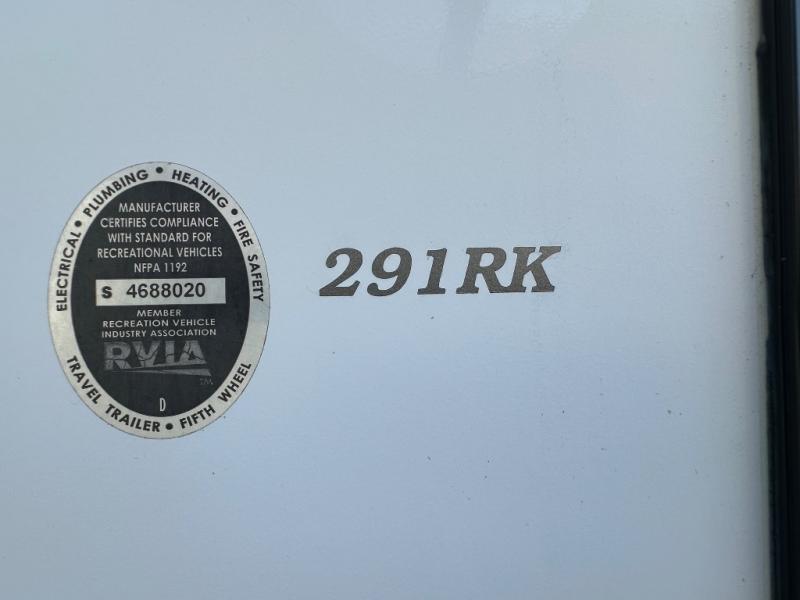 ELECTRICAL • PLUMBING • HEATING • FIRE SAFETY
MANUFACTURER
CERTIFIES COMPLIANCE
WITH STANDARD FOR
RECREATIONAL VEHICLES
NFPA 1192
S 4688020
MEMBER
RECREATION VEHICLE
INDUSTRY ASSOCIATION
RVIA
TM
D
TRAVEL TRAILER • FIFTH WHEEL
291RK